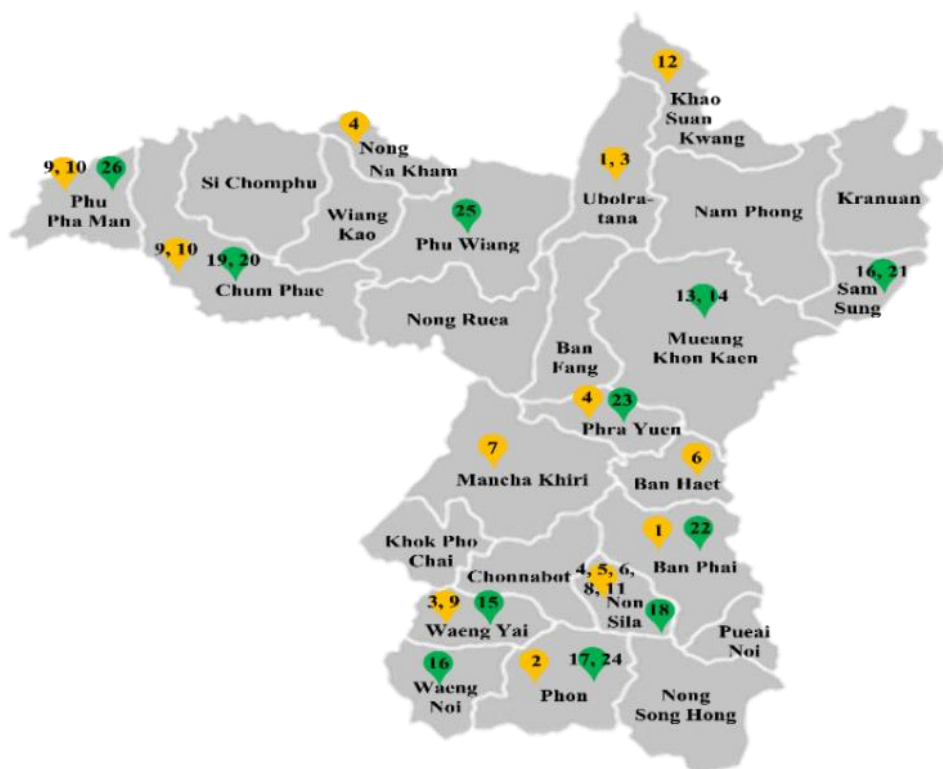 12
Khao
Suan
Kwang
4
Nong
Na Kham
9, 10
26
Phu
Pha Man
Si Chomphu
1, 3
Ubolra-
tana
Nam Phong
Kranuan
Wiang
Kao
25
Phu Wiang
9, 10
19, 20
Chum Phae
16, 21
Sam
Sung
13, 14
Mueang
Khon Kaen
Nong Ruea
Ban
Fang
4
23
Phra Yuen
7
Mancha Khiri
6
Ban Haet
1
22
Ban Phai
Khok Pho
Chai
Chonnabot
4, 5, 6,
8, 11
Non
Sila
18
3, 9
15
Waeng Yai
Pueai
Noi
16
Waeng
Noi
2
17, 24
Phon
Nong
Song Hong